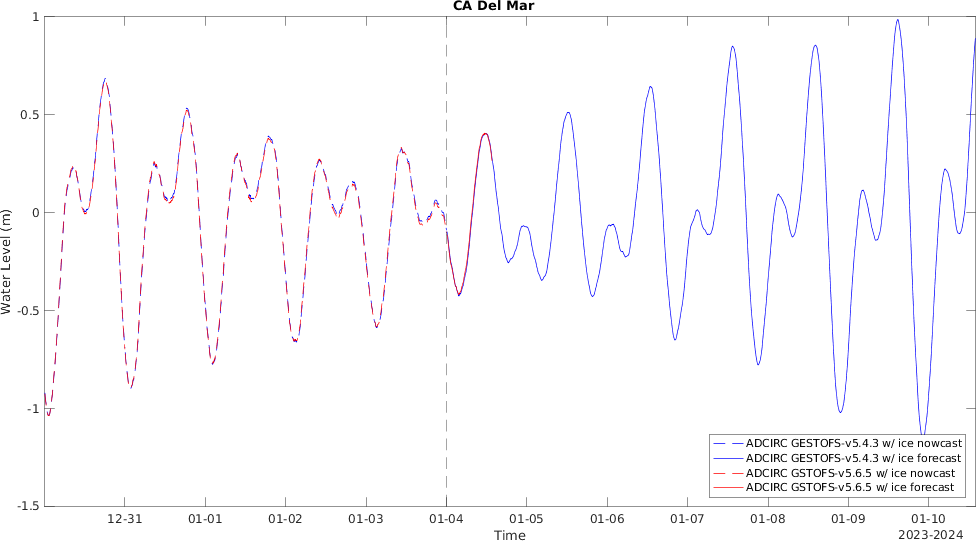 CA Del Mar
1
0.5
0
-0.5
-1
-1.5
Water Level (m)
12-31
01-01
01-02
01-03
01-04
01-05
01-06
01-07
01-08
01-09
01-10
Time
2023-2024
ADCIRC GESTOFS-v5.4.3 w/ ice nowcast
ADCIRC GESTOFS-v5.4.3 w/ ice forecast
ADCIRC GSTOFS-v5.6.5 w/ ice nowcast
ADCIRC GSTOFS-v5.6.5 w/ ice forecast